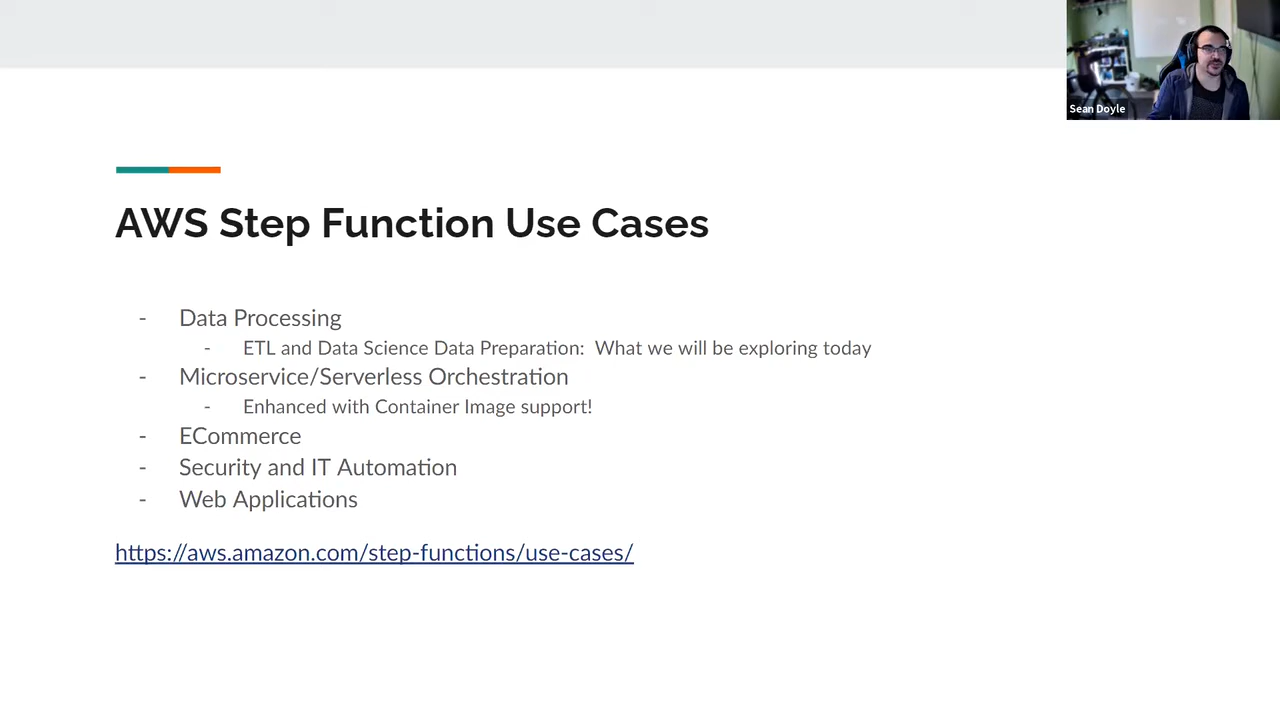 Sean Doyle
AWS Step Function Use Cases
- Data Processing
- ETL and Data Science Data Preparation: What we will be exploring today
- Microservice/Serverless Orchestration
- Enhanced with Container Image support!
- ECommerce
- Security and IT Automation
- Web Applications
https://aws.amazon.com/step-functions/use-cases/